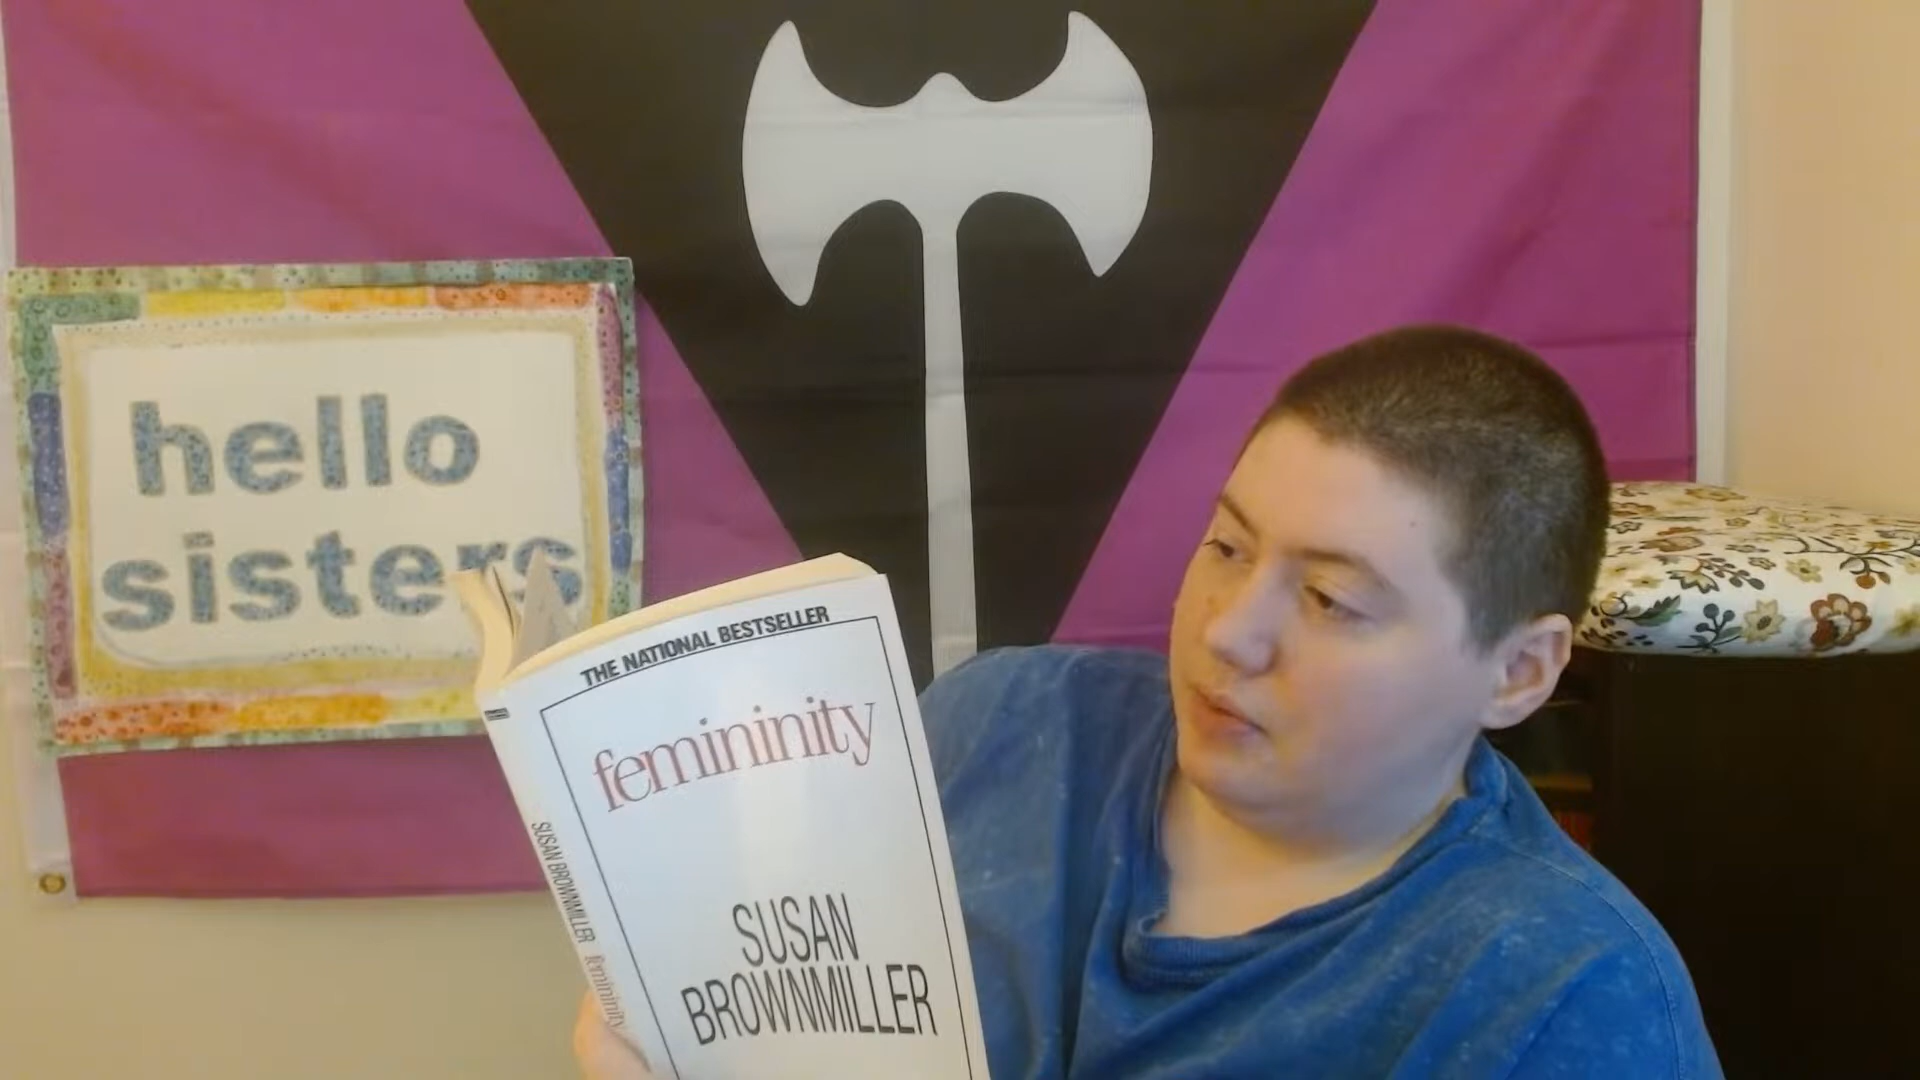 hello
sisters
THE NATIONAL BESTSELLER
femininity
SUSAN
BROWNMILLER
SUSAN BROWNMILLER femininity